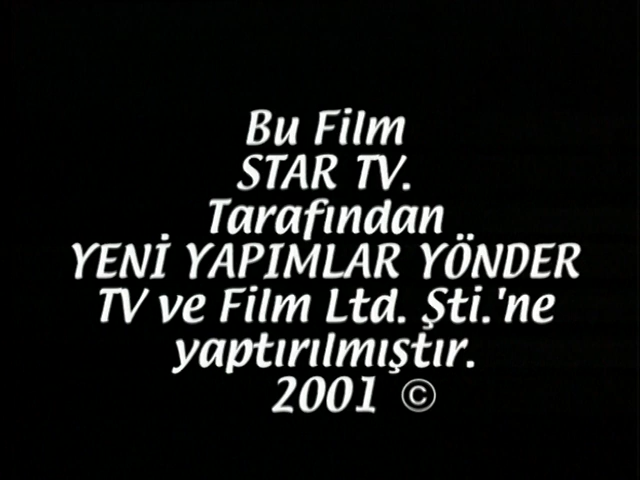 Bu Film
STAR TV.
Tarafından
YENİ YAPIMLAR YÖNDER
TV ve Film Ltd. Şti.'ne
yaptırılmıştır.
2001 ©